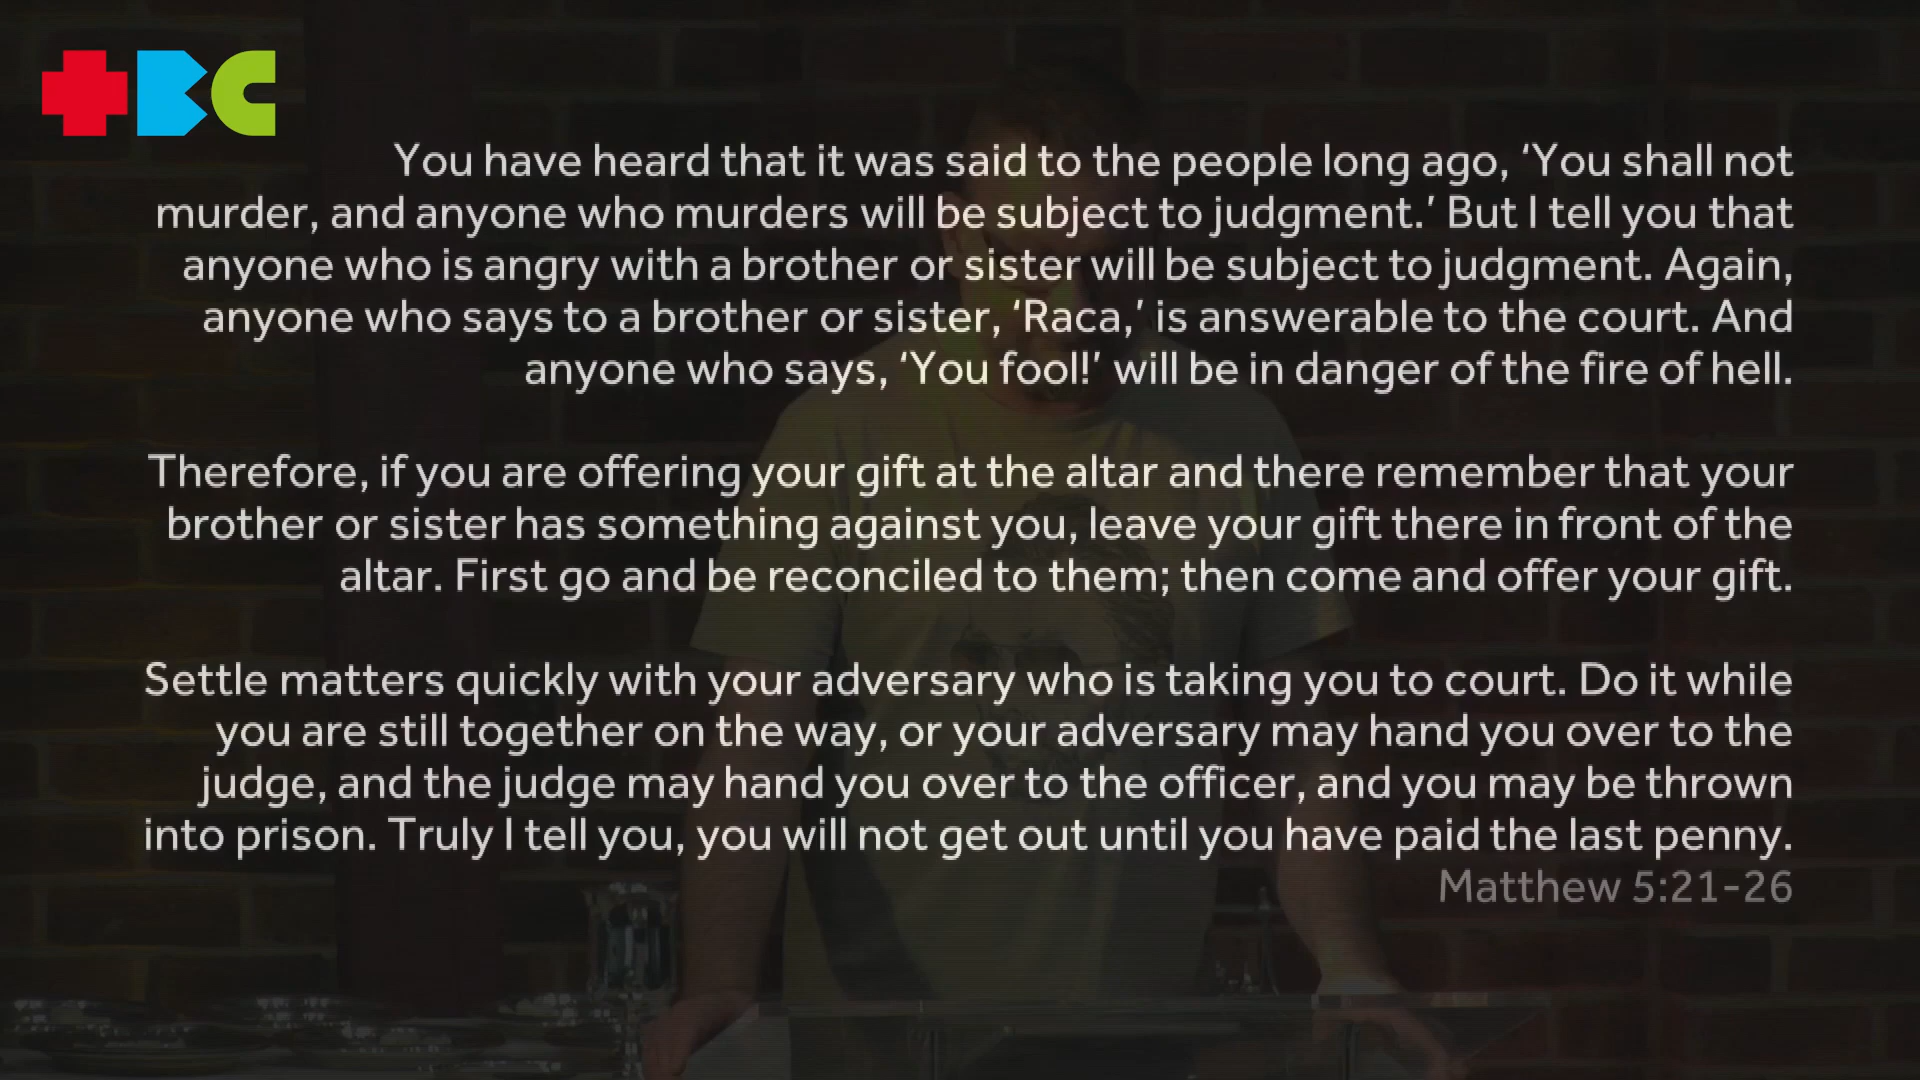 BC
You have heard that it was said to the people long ago, ‘You shall not
murder, and anyone who murders will be subject to judgment.’ But I tell you that
anyone who is angry with a brother or sister will be subject to judgment. Again,
anyone who says to a brother or sister, ‘Raca,’ is answerable to the court. And
anyone who says, ‘You fool!’ will be in danger of the fire of hell.
Therefore, if you are offering your gift at the altar and there remember that your
brother or sister has something against you, leave your gift there in front of the
altar. First go and be reconciled to them; then come and offer your gift.
Settle matters quickly with your adversary who is taking you to court. Do it while
you are still together on the way, or your adversary may hand you over to the
judge, and the judge may hand you over to the officer, and you may be thrown
into prison. Truly I tell you, you will not get out until you have paid the last penny.
Matthew 5:21-26